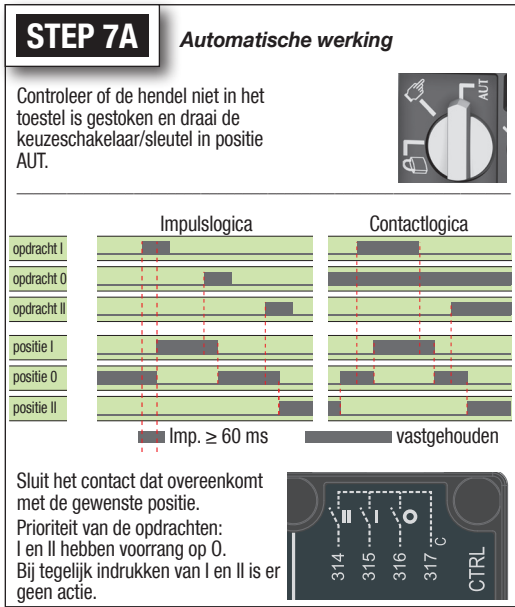 STEP 7A
Automatische werking
Controleer of de hendel niet in het
toestel is gestoken en draai de
keuzeschakelaar/sleutel in positie
AUT.
AUT
Impulslogica
Contactlogica
opdracht I
opdracht 0
opdracht II
positie I
positie 0
positie II
Imp. ≥ 60 ms
vastgehouden
Sluit het contact dat overeenkomt
met de gewenste positie.
Prioriteit van de opdrachten:
I en II hebben voorrang op 0.
Bij tegelijk indrukken van I en II is er
geen actie.
II I O
314 315 316 317 C
CTRL